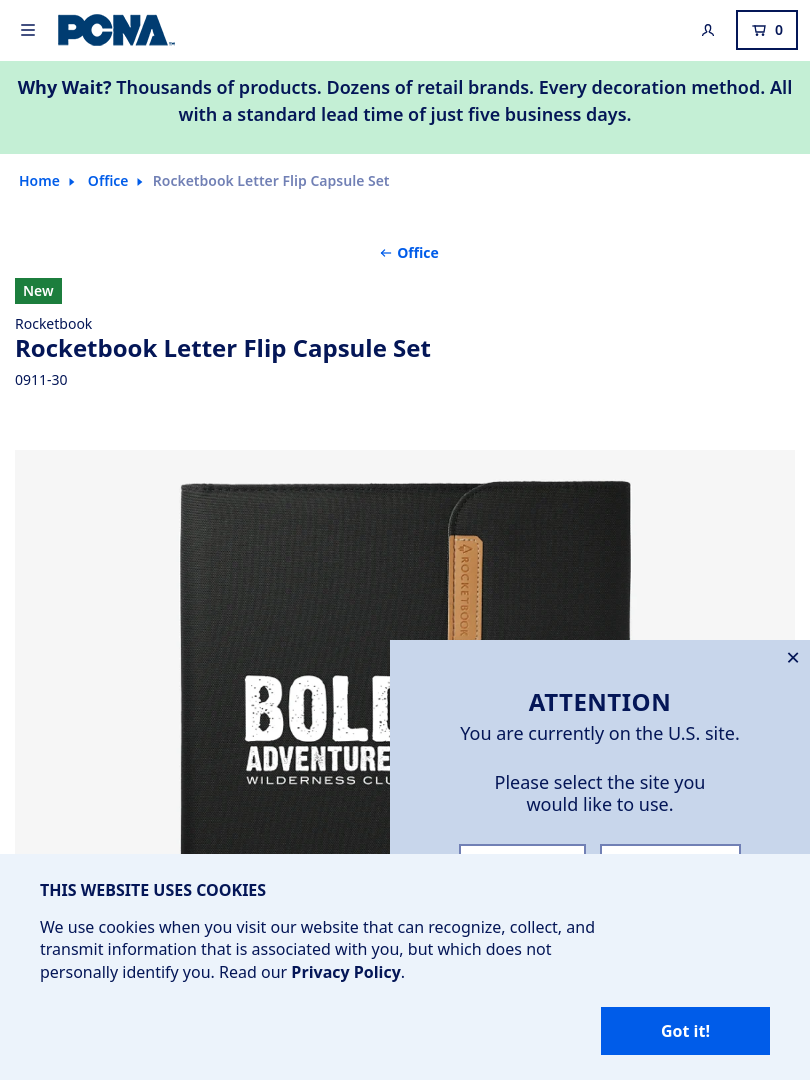 PCNA
0
Why Wait? Thousands of products. Dozens of retail brands. Every decoration method. All
with a standard lead time of just five business days.
Home
Office
Rocketbook Letter Flip Capsule Set
Office
New
Rocketbook
Rocketbook Letter Flip Capsule Set
0911-30
ROCKETBOOK
ADVENTURE
WILDERNESS
ATTENTION
You are currently on the U.S. site.
Please select the site you
would like to use.
THIS WEBSITE USES COOKIES
We use cookies when you visit our website that can recognize, collect, and
transmit information that is associated with you, but which does not
personally identify you. Read our Privacy Policy.
Got it!